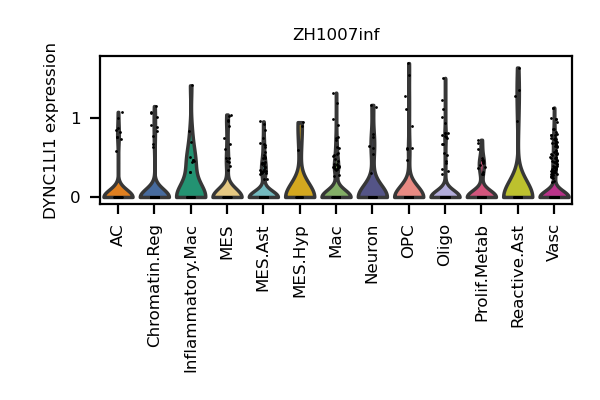 ZH1007inf
DYNC1LI1 expression
1
0
AC
Chromatin.Reg
Inflammatory.Mac
MES
MES.Ast
MES.Hyp
Mac
Neuron
OPC
Oligo
Prolif.Metab
Reactive.Ast
Vasc